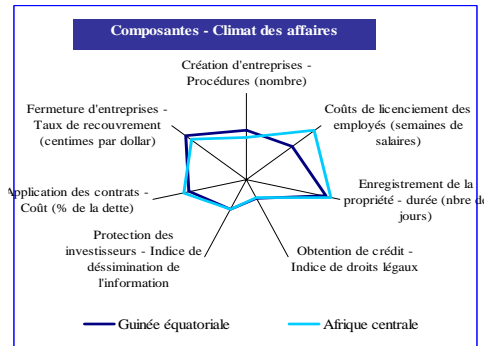 Composantes - Climat des affaires
Création d'entreprises -
Procédures (nombre)
Coûts de licenciement des
employés (semaines de
salaires)
Enregistrement de la
propriété - durée (nbre de
jours)
Obtention de crédit -
Indice de droits légaux
Protection des
investisseurs - Indice de
déssimination de
l'information
Application des contrats -
Coût (% de la dette)
Fermeture d'entreprises -
Taux de recouvrement
(centimes par dollar)
Guinée équatoriale
Afrique centrale